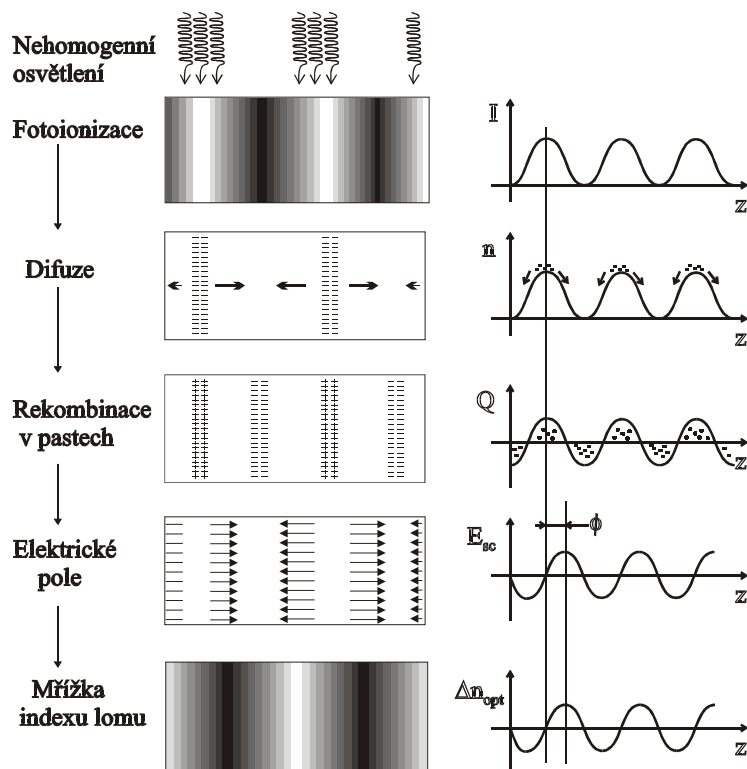 Nehomogenní
osvětlení
Fotoionizace
Difuze
Rekombinace
v pastech
Elektrické
pole
Mřížka
indexu lomu
I
z
n
z
Q
z
E_sc
ϕ
z
Δn_opt
z